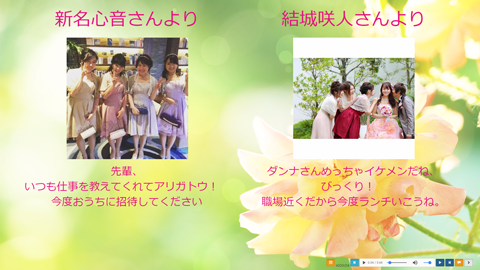 新名心音さんより
先輩、
いつも仕事を教えてくれてアリガトウ！
今度おうちに招待してください
結城咲人さんより
ダンナさんめっちゃイケメンだね、
びっくり！
職場近くだから今度ランチいこうね。